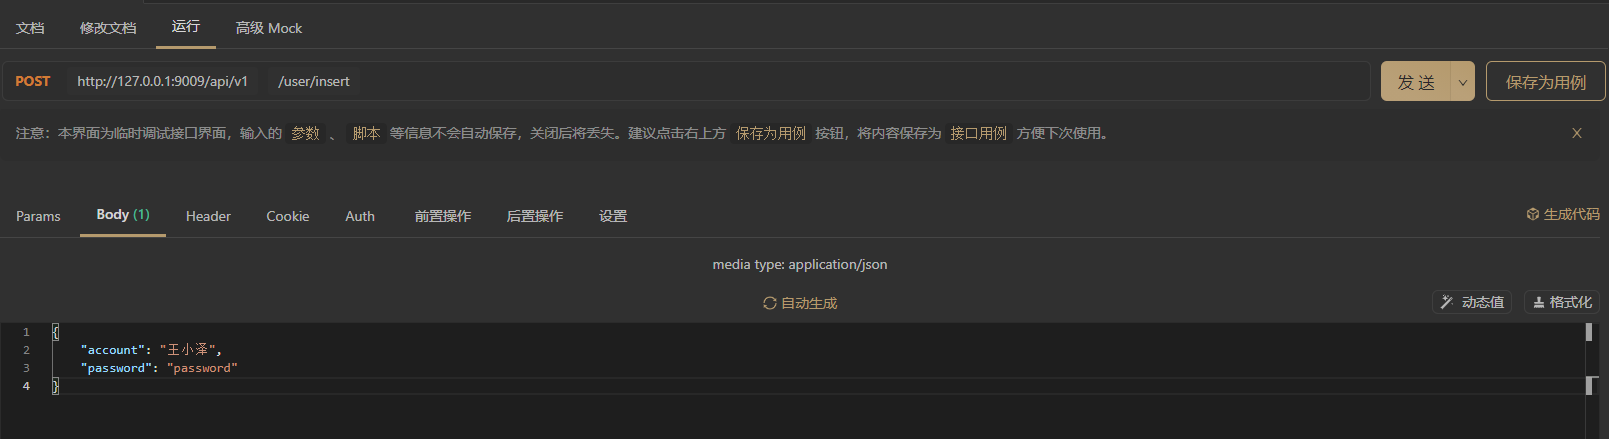 文档 修改文档 运行 高级 Mock
POST http://127.0.0.1:9009/api/v1 /user/insert 发 送 保存为用例
注意：本界面为临时调试接口界面，输入的 参数 、 脚本 等信息不会自动保存，关闭后将丢失。建议点击右上方 保存为用例 按钮，将内容保存为 接口用例 方便下次使用。 X
Params Body (1) Header Cookie Auth 前置操作 后置操作 设置 生成代码
media type: application/json
自动生成 动态值 格式化
1 {
2 "account": "王小泽",
3 "password": "password"
4 }